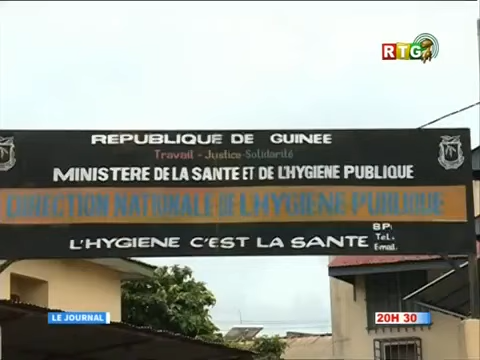 RTG
REPUBLIQUE DE GUINEE
Travail - Justice - Solidarité
MINISTERE DE LA SANTE ET DE L'HYGIENE PUBLIQUE
DIRECTION NATIONALE DE L'HYGIENE PUBLIQUE
L'HYGIENE C'EST LA SANTE
BP:
Tel.:
Email:
LE JOURNAL
20H 30